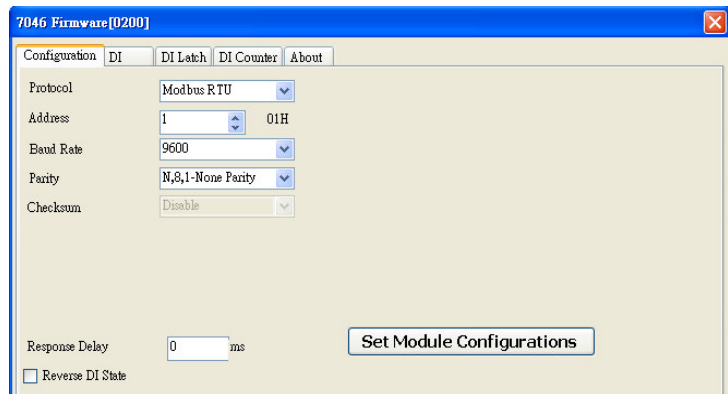 7046 Firmware[0200]
Configuration DI DI Latch DI Counter About
Protocol Modbus RTU
Address 1 01H
Baud Rate 9600
Parity N,8,1-None Parity
Checksum Disable
Response Delay 0 ms Set Module Configurations
Reverse DI State